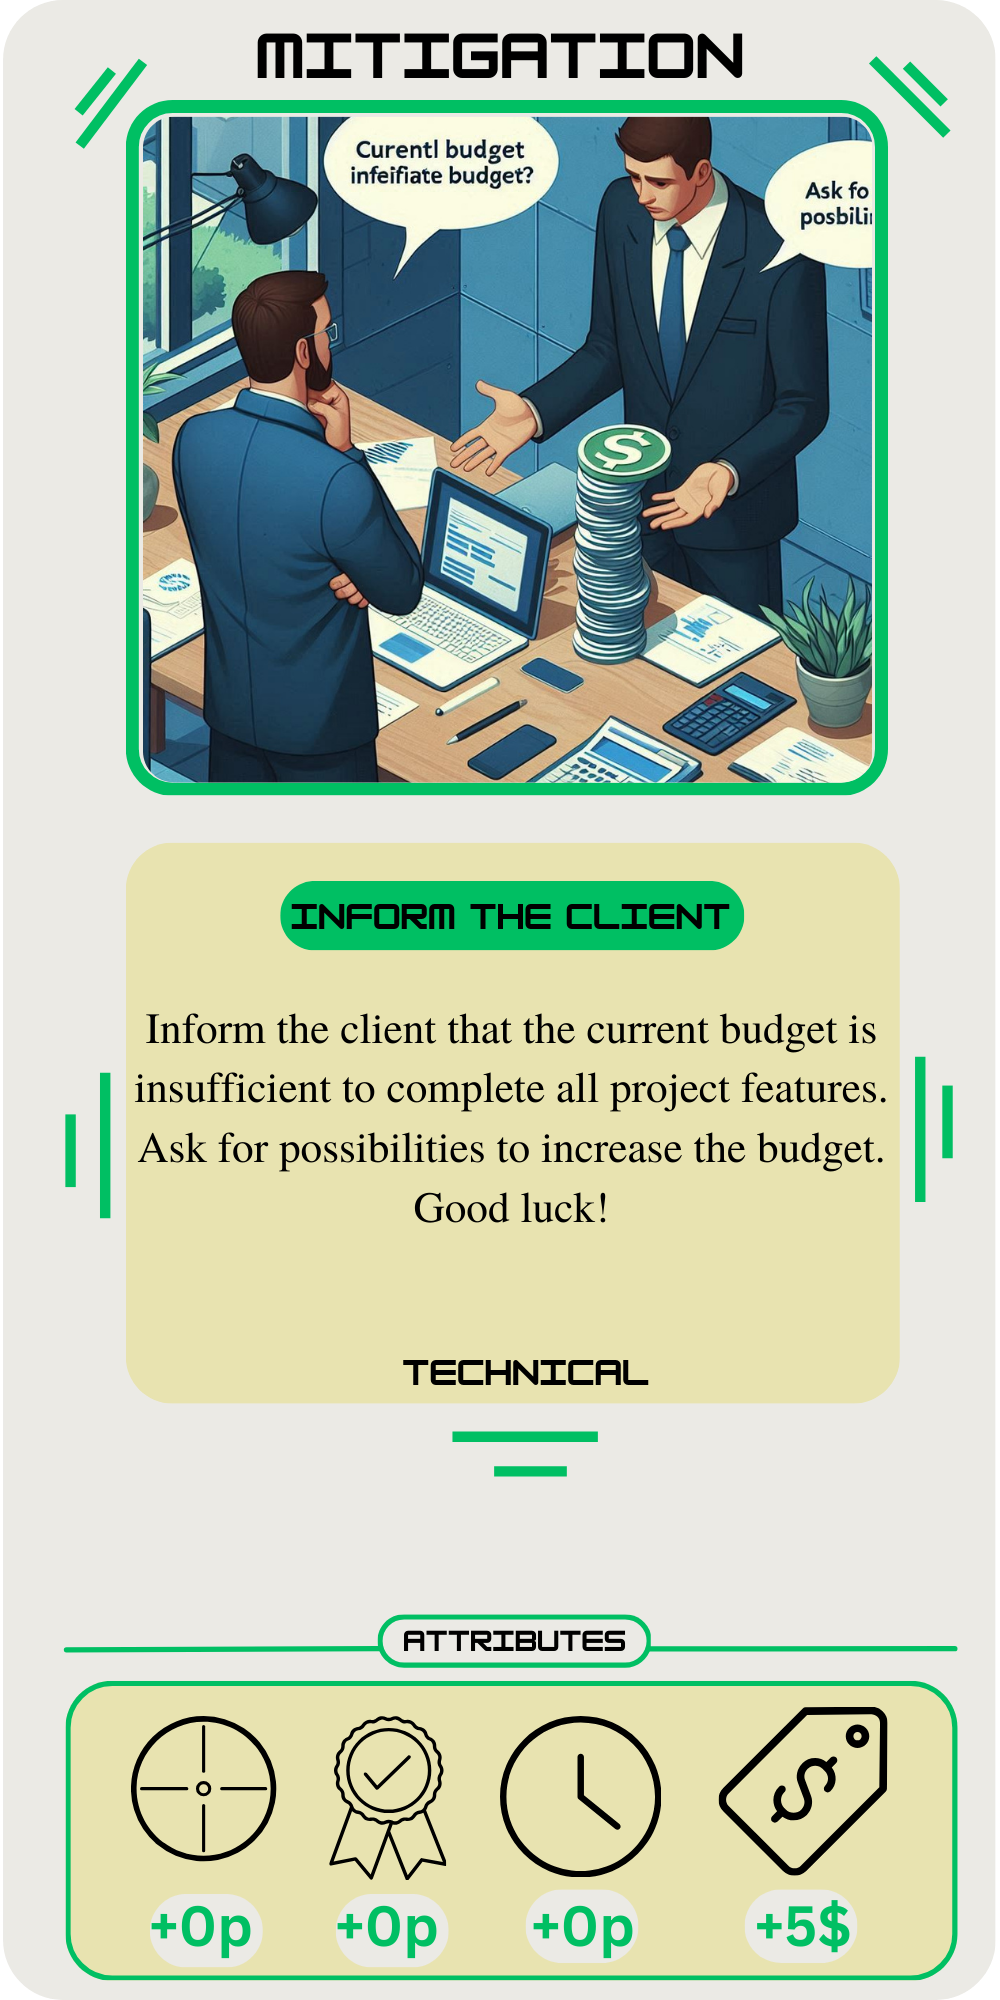 MITIGATION
Curentl budget
infeifiate budget?
Ask fo
posbili
$
INFORM THE CLIENT
Inform the client that the current budget is
insufficient to complete all project features.
Ask for possibilities to increase the budget.
Good luck!
TECHNICAL
ATTRIBUTES
$
+0p +0p +0p +5$